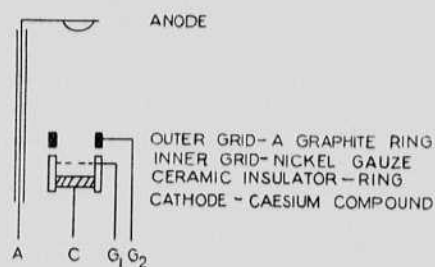 ANODE
OUTER GRID-A GRAPHITE RING
INNER GRID-NICKEL GAUZE
CERAMIC INSULATOR-RING
CATHODE-CAESIUM COMPOUND
A C G₁ G₂